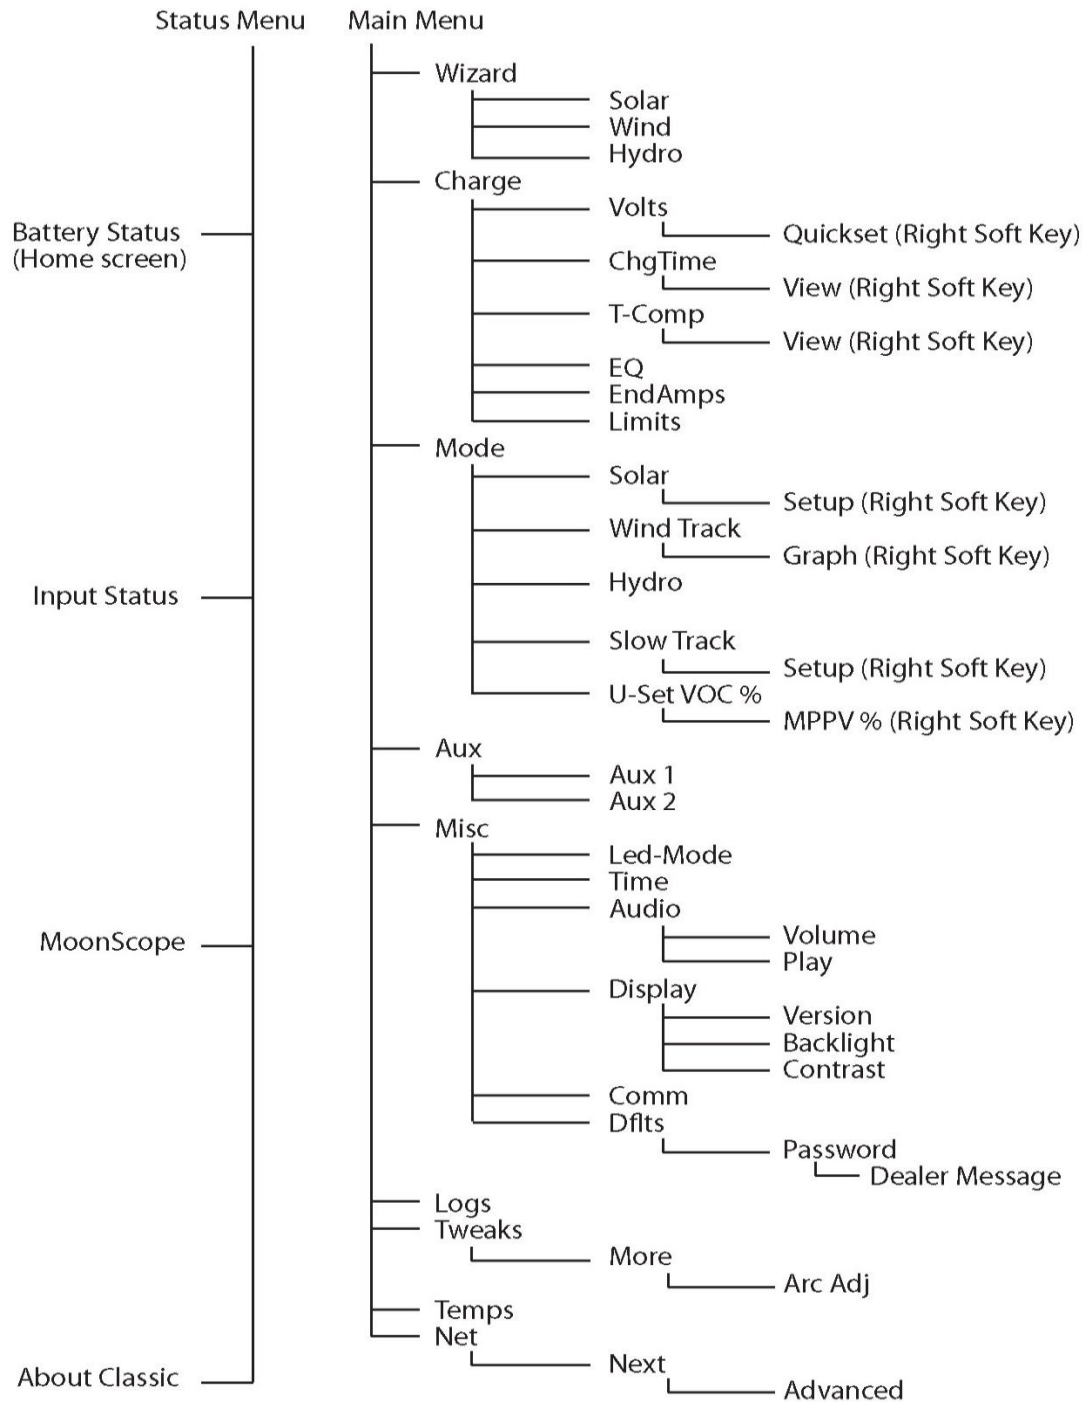 Status Menu
Main Menu
Wizard
Solar
Wind
Hydro
Charge
Volts
Battery Status
(Home screen)
Quickset (Right Soft Key)
ChgTime
View (Right Soft Key)
T-Comp
View (Right Soft Key)
EQ
EndAmps
Limits
Mode
Solar
Setup (Right Soft Key)
Wind Track
Graph (Right Soft Key)
Hydro
Input Status
Slow Track
Setup (Right Soft Key)
U-Set VOC %
MPPV % (Right Soft Key)
Aux
Aux 1
Aux 2
Misc
Led-Mode
Time
Audio
Volume
MoonScope
Play
Display
Version
Backlight
Contrast
Comm
Dflts
Password
Dealer Message
Logs
Tweaks
More
Arc Adj
Temps
Net
Next
About Classic
Advanced